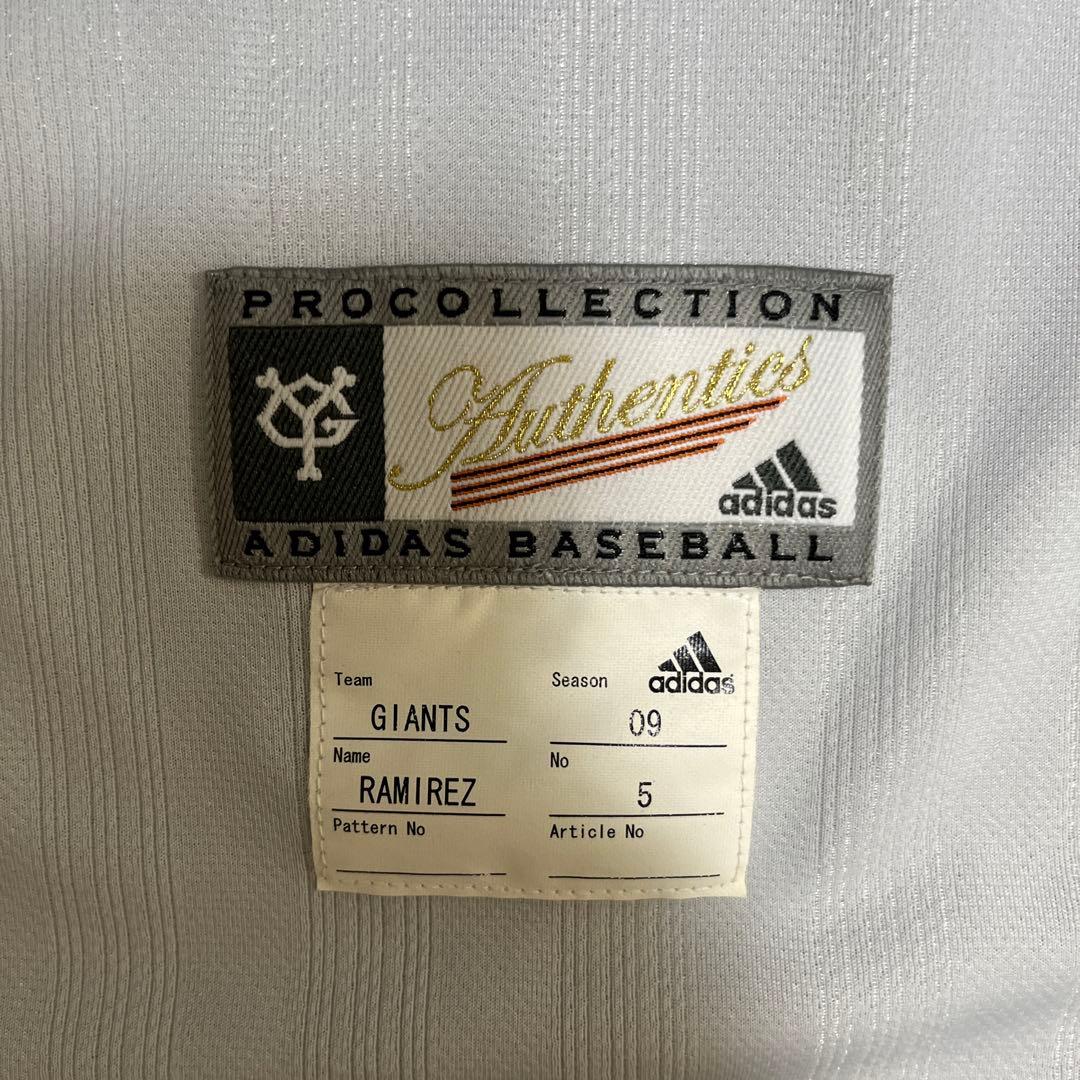 PROCOLLECTION
YG
Authentics
adidas
ADIDAS BASEBALL
adidas
Team Season
GIANTS 09
Name No
RAMIREZ 5
Pattern No Article No